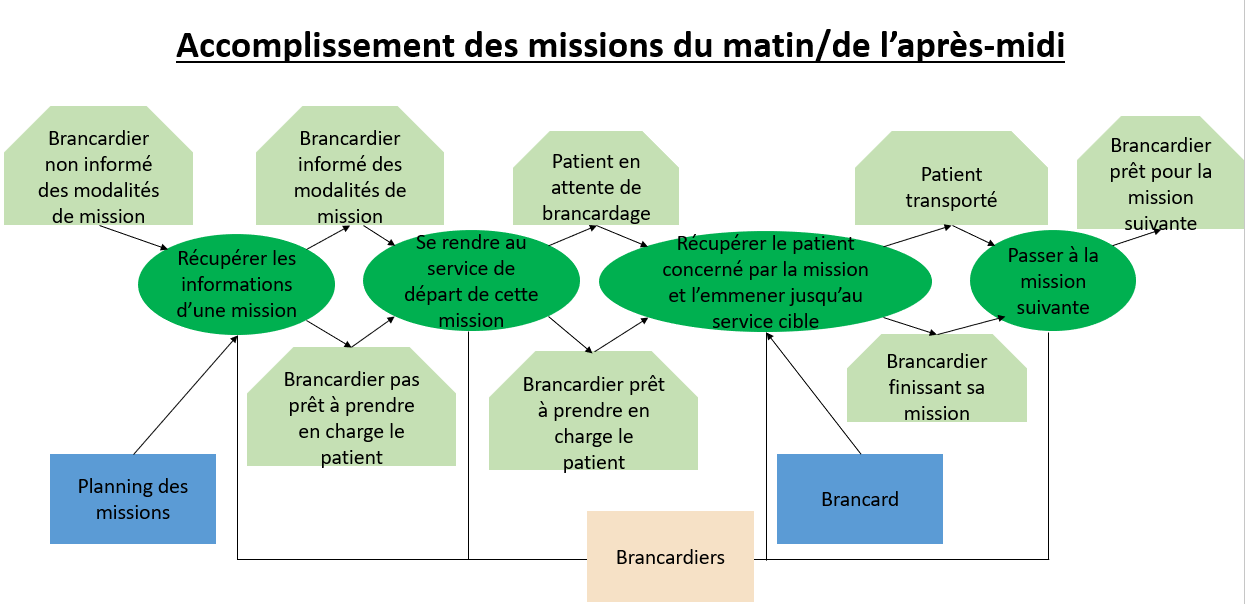 Accomplissement des missions du matin/de l’après-midi
Brancardier
non informé
des modalités
de mission
Brancardier
informé des
modalités de
mission
Patient en
attente de
brancardage
Patient
transporté
Brancardier
prêt pour la
mission
suivante
Récupérer les
informations
d’une mission
Se rendre au
service de
départ de cette
mission
Récupérer le patient
concerné par la mission
et l’emmener jusqu’au
service cible
Passer à la
mission
suivante
Brancardier pas
prêt à prendre
en charge le
patient
Brancardier prêt
à prendre en
charge le
patient
Brancardier
finissant sa
mission
Planning des
missions
Brancard
Brancardiers